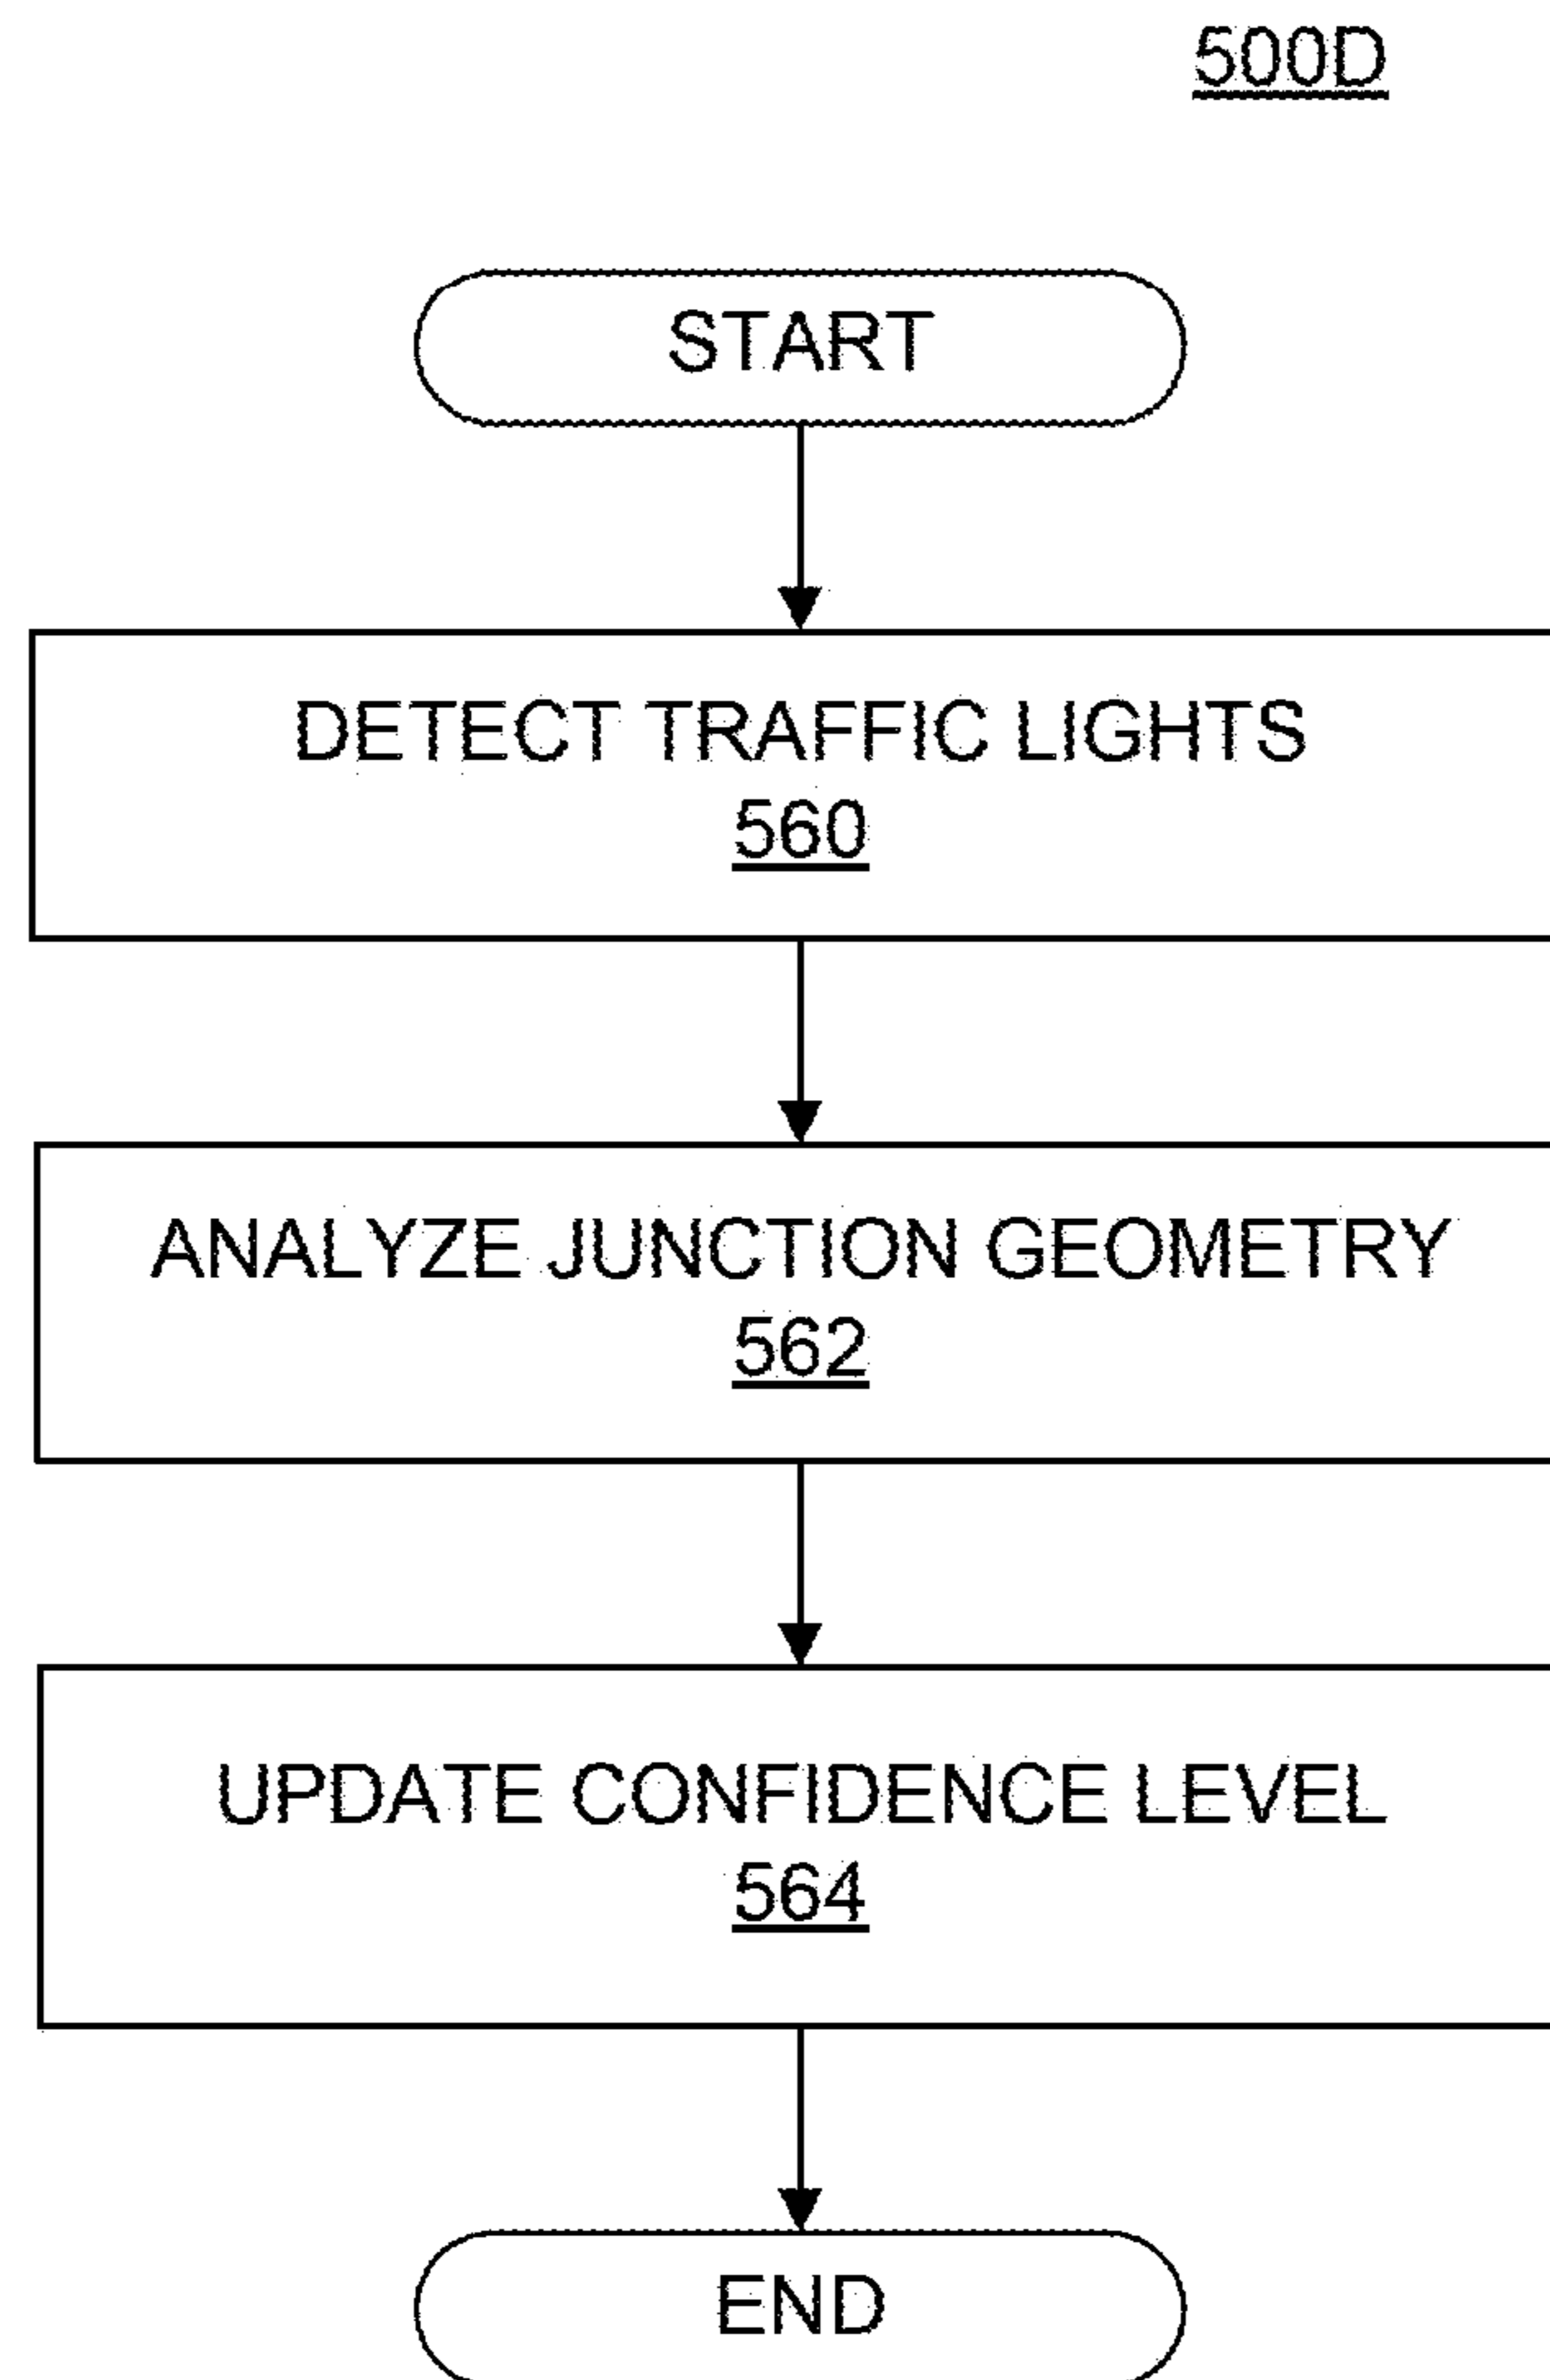 500D
START
DETECT TRAFFIC LIGHTS
560
ANALYZE JUNCTION GEOMETRY
562
UPDATE CONFIDENCE LEVEL
564
END